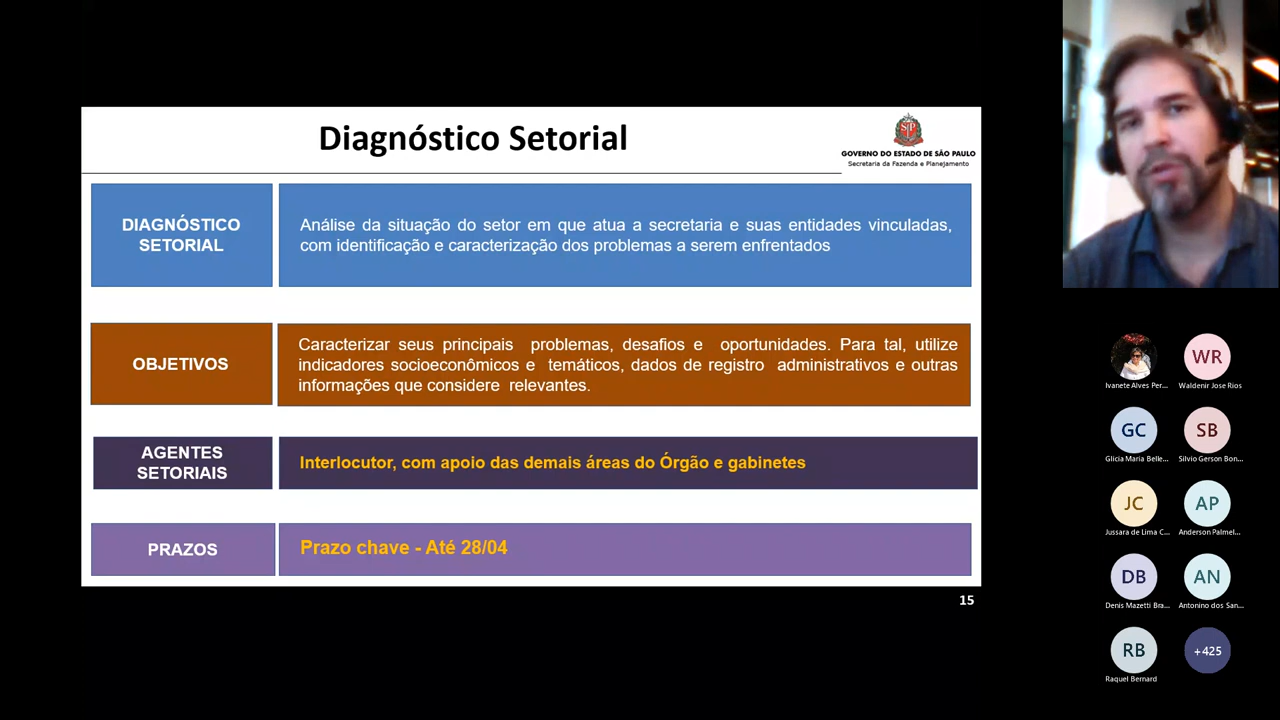 Diagnóstico Setorial
GOVERNO DO ESTADO DE SÃO PAULO
Secretaria da Fazenda e Planejamento
DIAGNÓSTICO
SETORIAL
Análise da situação do setor em que atua a secretaria e suas entidades vinculadas,
com identificação e caracterização dos problemas a serem enfrentados
OBJETIVOS
Caracterizar seus principais problemas, desafios e oportunidades. Para tal, utilize
indicadores socioeconômicos e temáticos, dados de registro administrativos e outras
informações que considere relevantes.
AGENTES
SETORIAIS
Interlocutor, com apoio das demais áreas do Órgão e gabinetes
PRAZOS
Prazo chave - Até 28/04
15
Ivanete Alves Per...
WR
Waldenir Jose Rios
GC
Glicia Maria Belle...
SB
Silvio Gerson Bon...
JC
Jussara de Lima C...
AP
Anderson Palmel...
DB
Denis Mazetti Bra...
AN
Antonino dos San...
RB
Raquel Bernard
+425